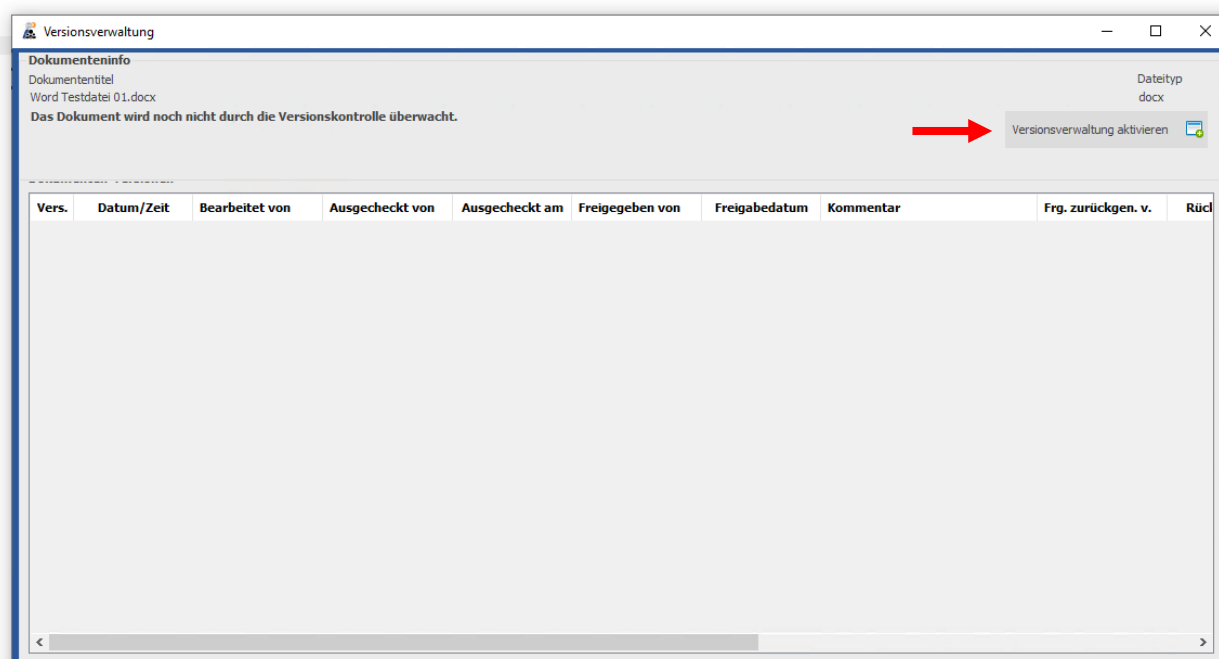 Versionsverwaltung
Dokumenteninfo
Dokumententitel Dateityp
Word Testdatei 01.docx docx
Das Dokument wird noch nicht durch die Versionskontrolle überwacht.
Versionsverwaltung aktivieren
Vers. Datum/Zeit Bearbeitet von Ausgecheckt von Ausgecheckt am Freigegeben von Freigabedatum Kommentar Frg. zurückgen. v.